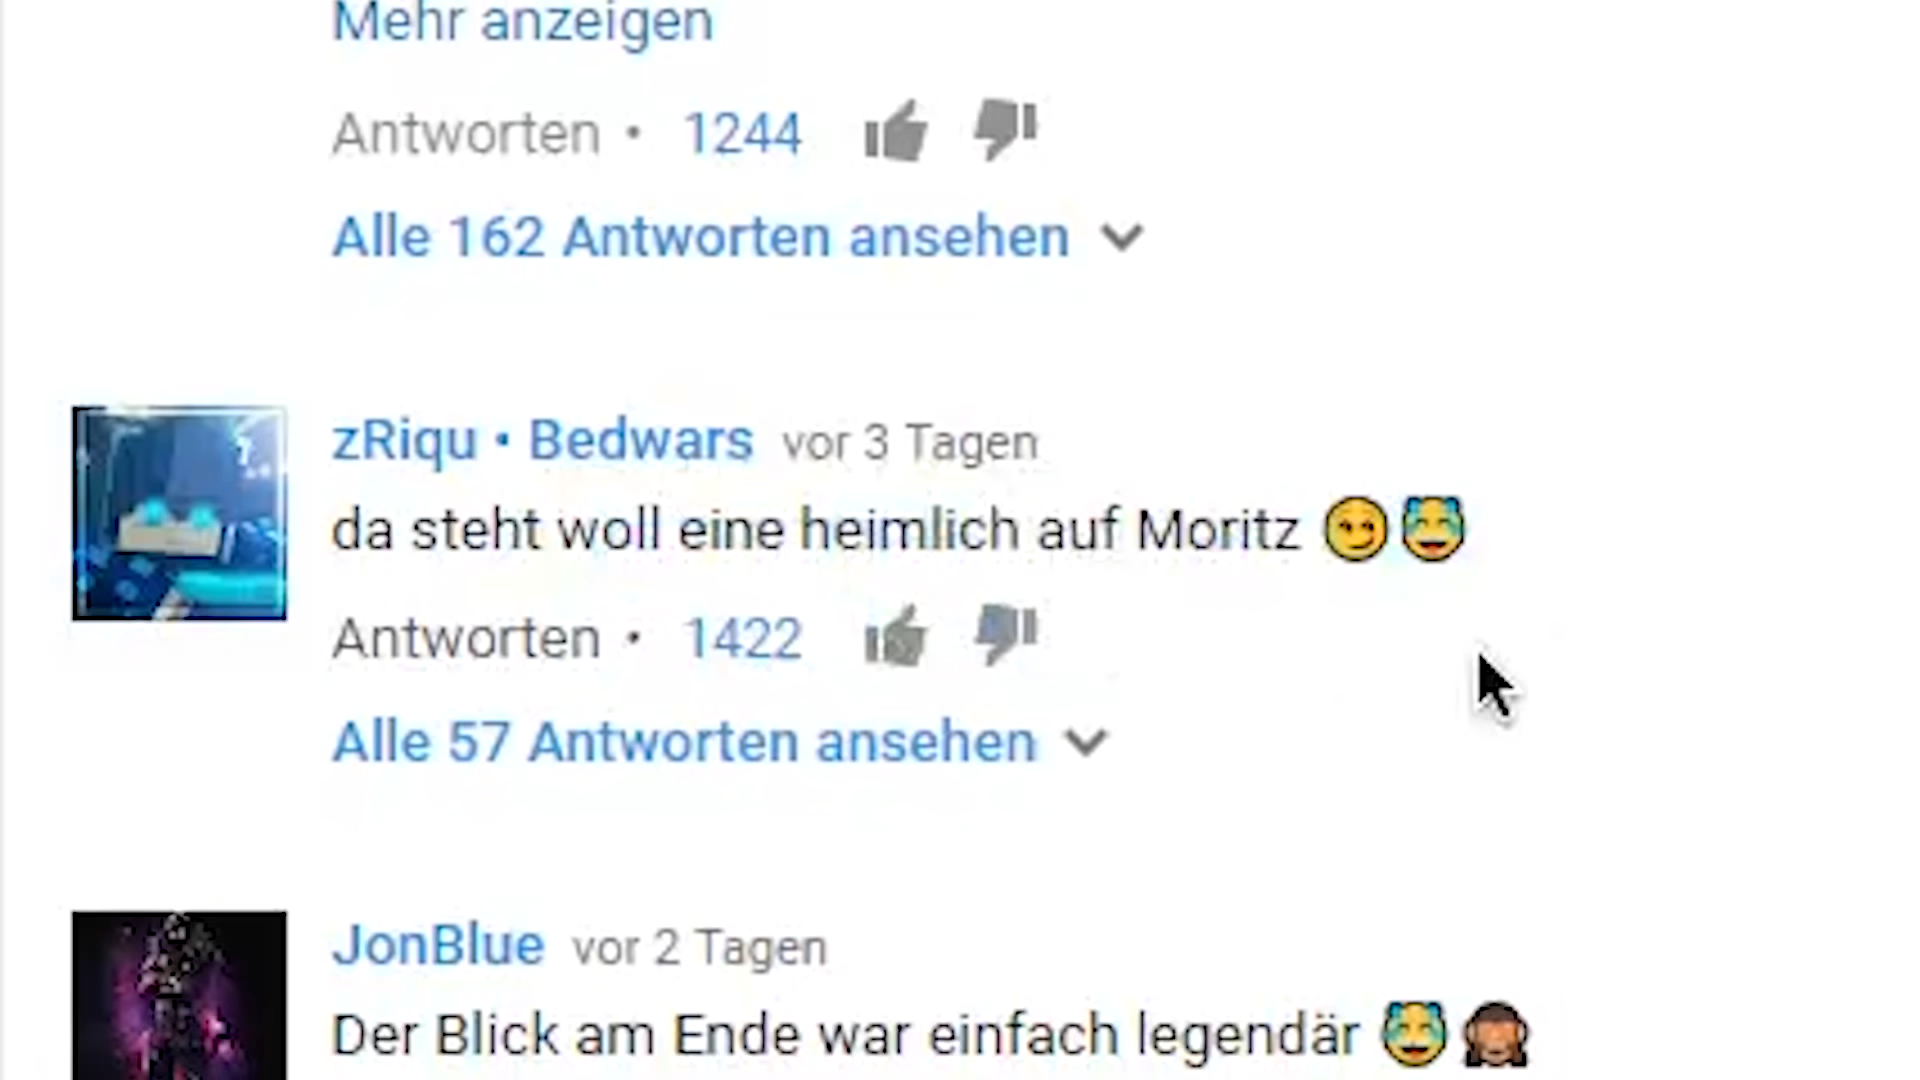 Mehr anzeigen
Antworten • 1244
Alle 162 Antworten ansehen
zRiqu • Bedwars vor 3 Tagen
da steht woll eine heimlich auf Moritz 😏😂
Antworten • 1422
Alle 57 Antworten ansehen
JonBlue vor 2 Tagen
Der Blick am Ende war einfach legendär 😂🙈